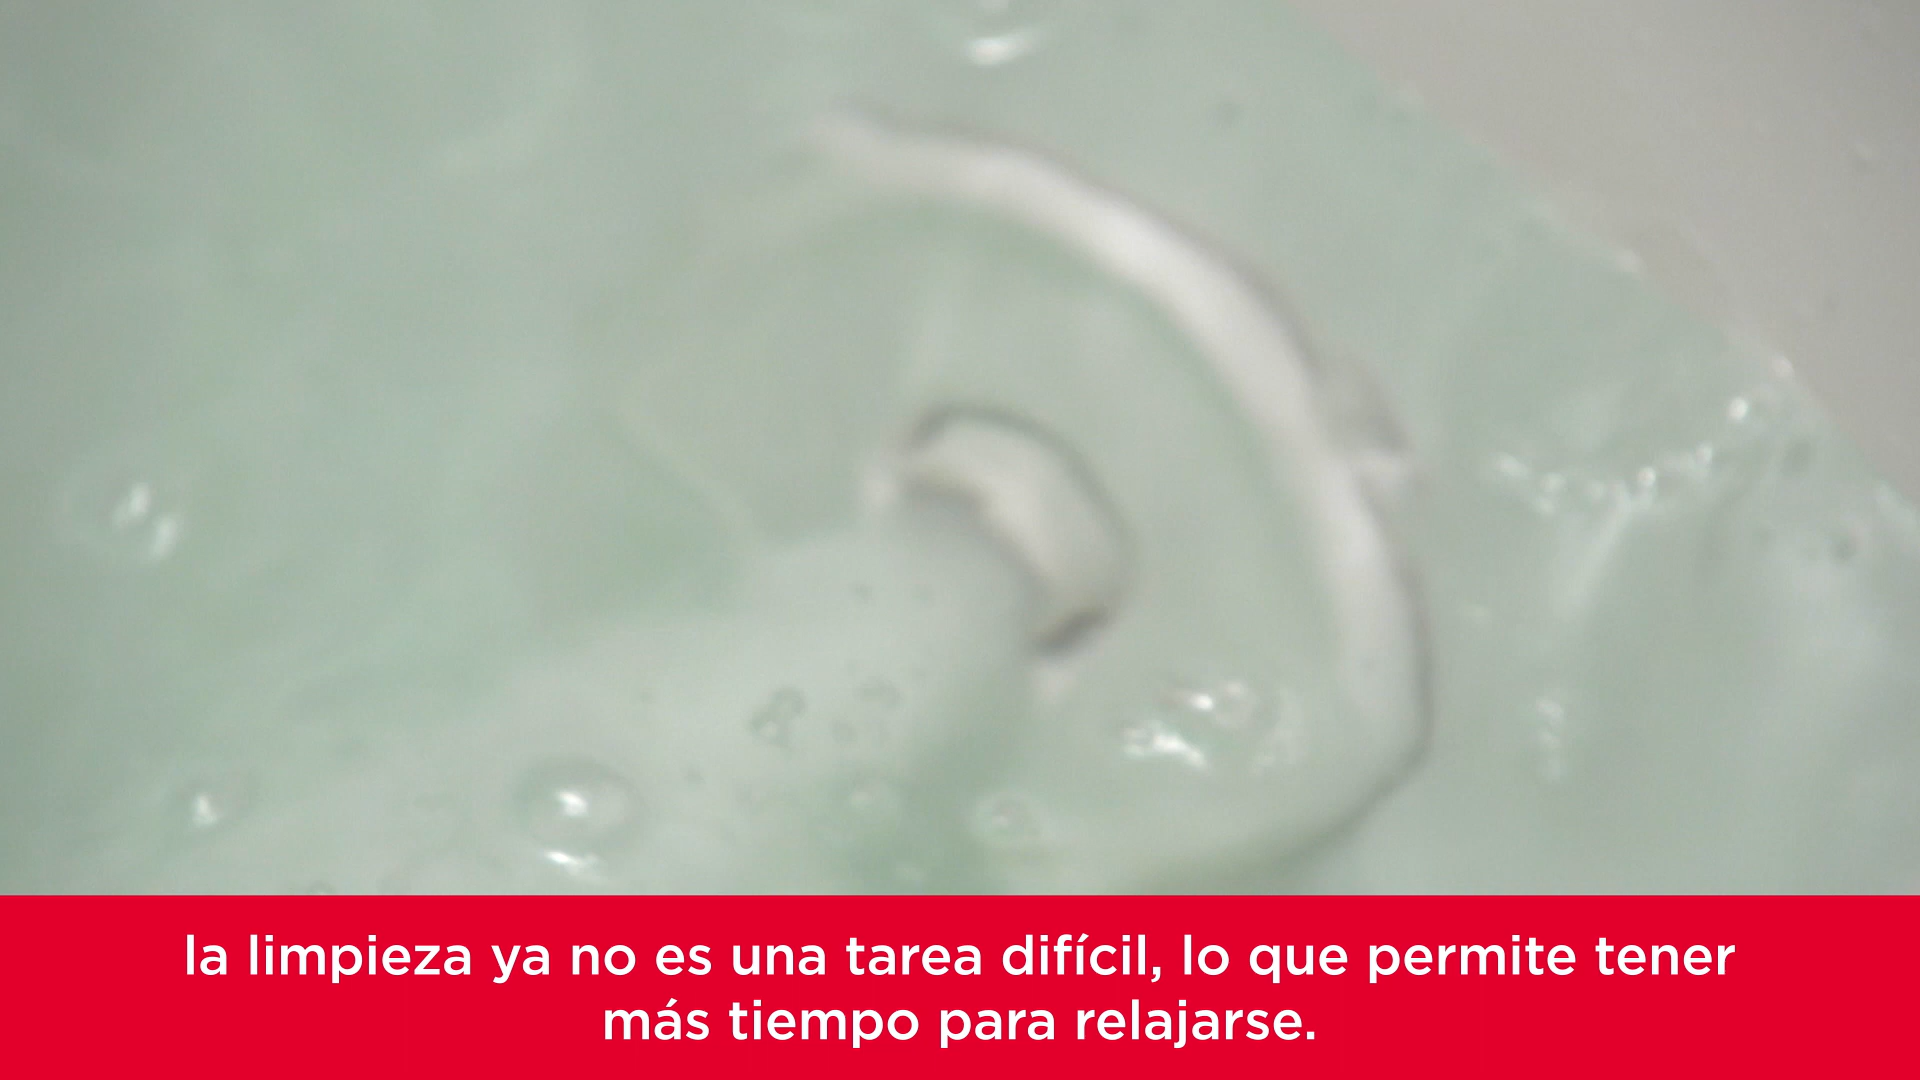 la limpieza ya no es una tarea difícil, lo que permite tener
más tiempo para relajarse.